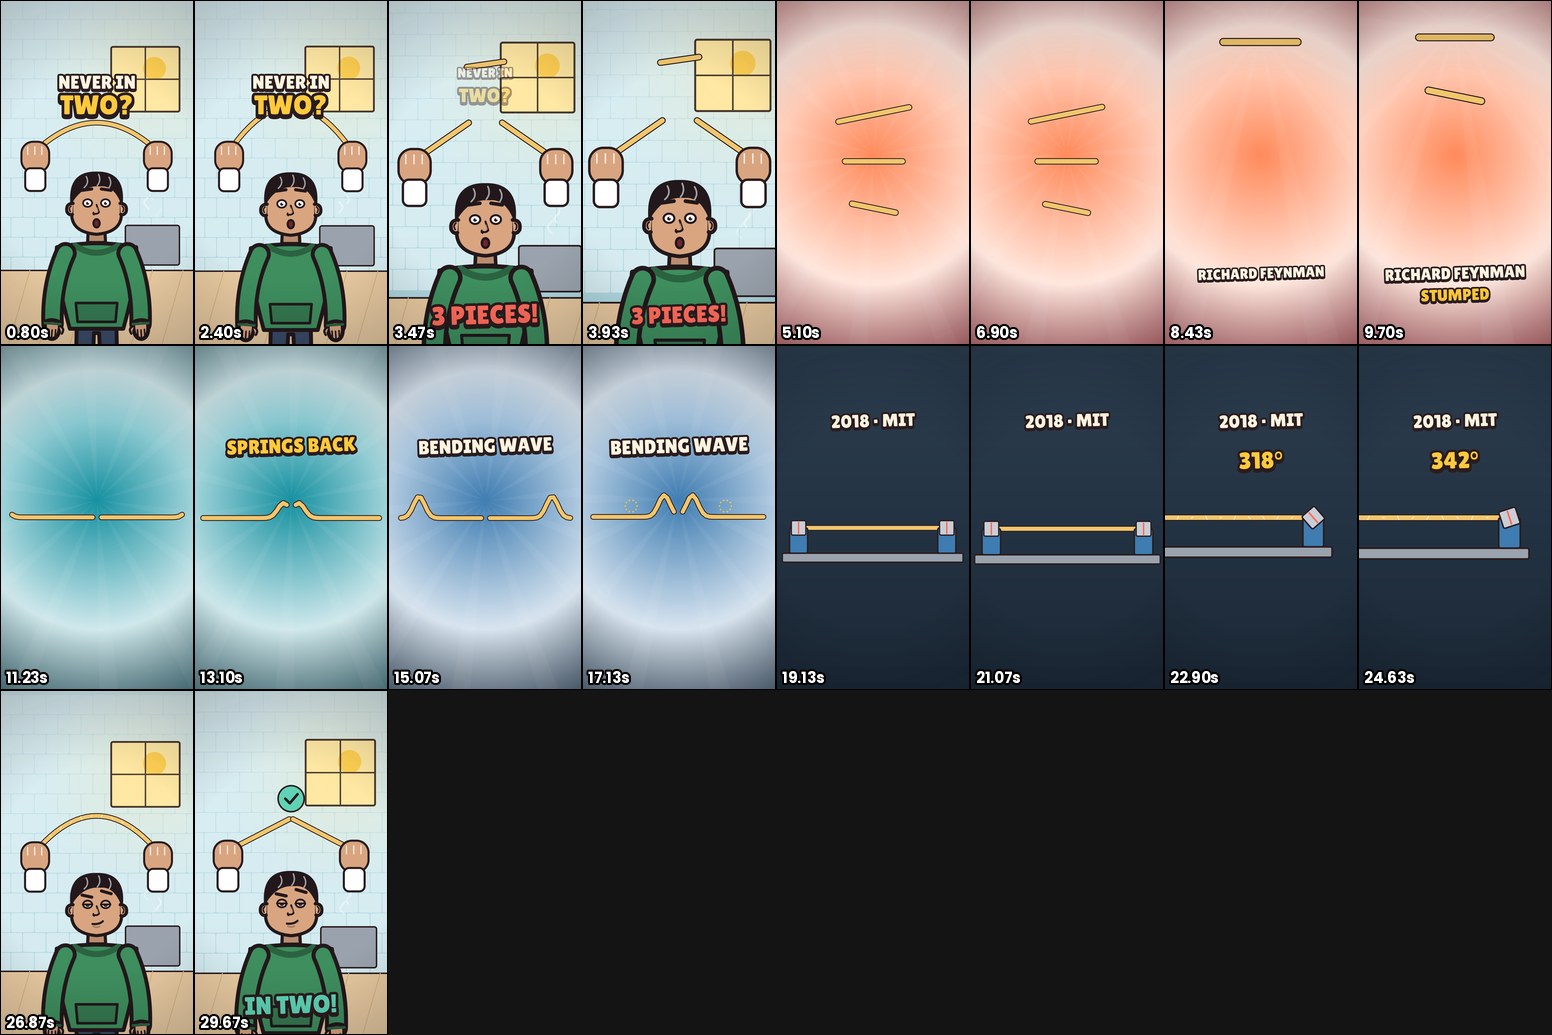 NEVER IN
TWO?
0.80s
NEVER IN
TWO?
2.40s
NEVER IN
TWO?
3 PIECES!
3.47s
3 PIECES!
3.93s
5.10s
6.90s
RICHARD FEYNMAN
8.43s
RICHARD FEYNMAN
STUMPED
9.70s
11.23s
SPRINGS BACK
13.10s
BENDING WAVE
15.07s
BENDING WAVE
17.13s
2018 · MIT
19.13s
2018 · MIT
21.07s
2018 · MIT
318°
22.90s
2018 · MIT
342°
24.63s
26.87s
IN TWO!
29.67s